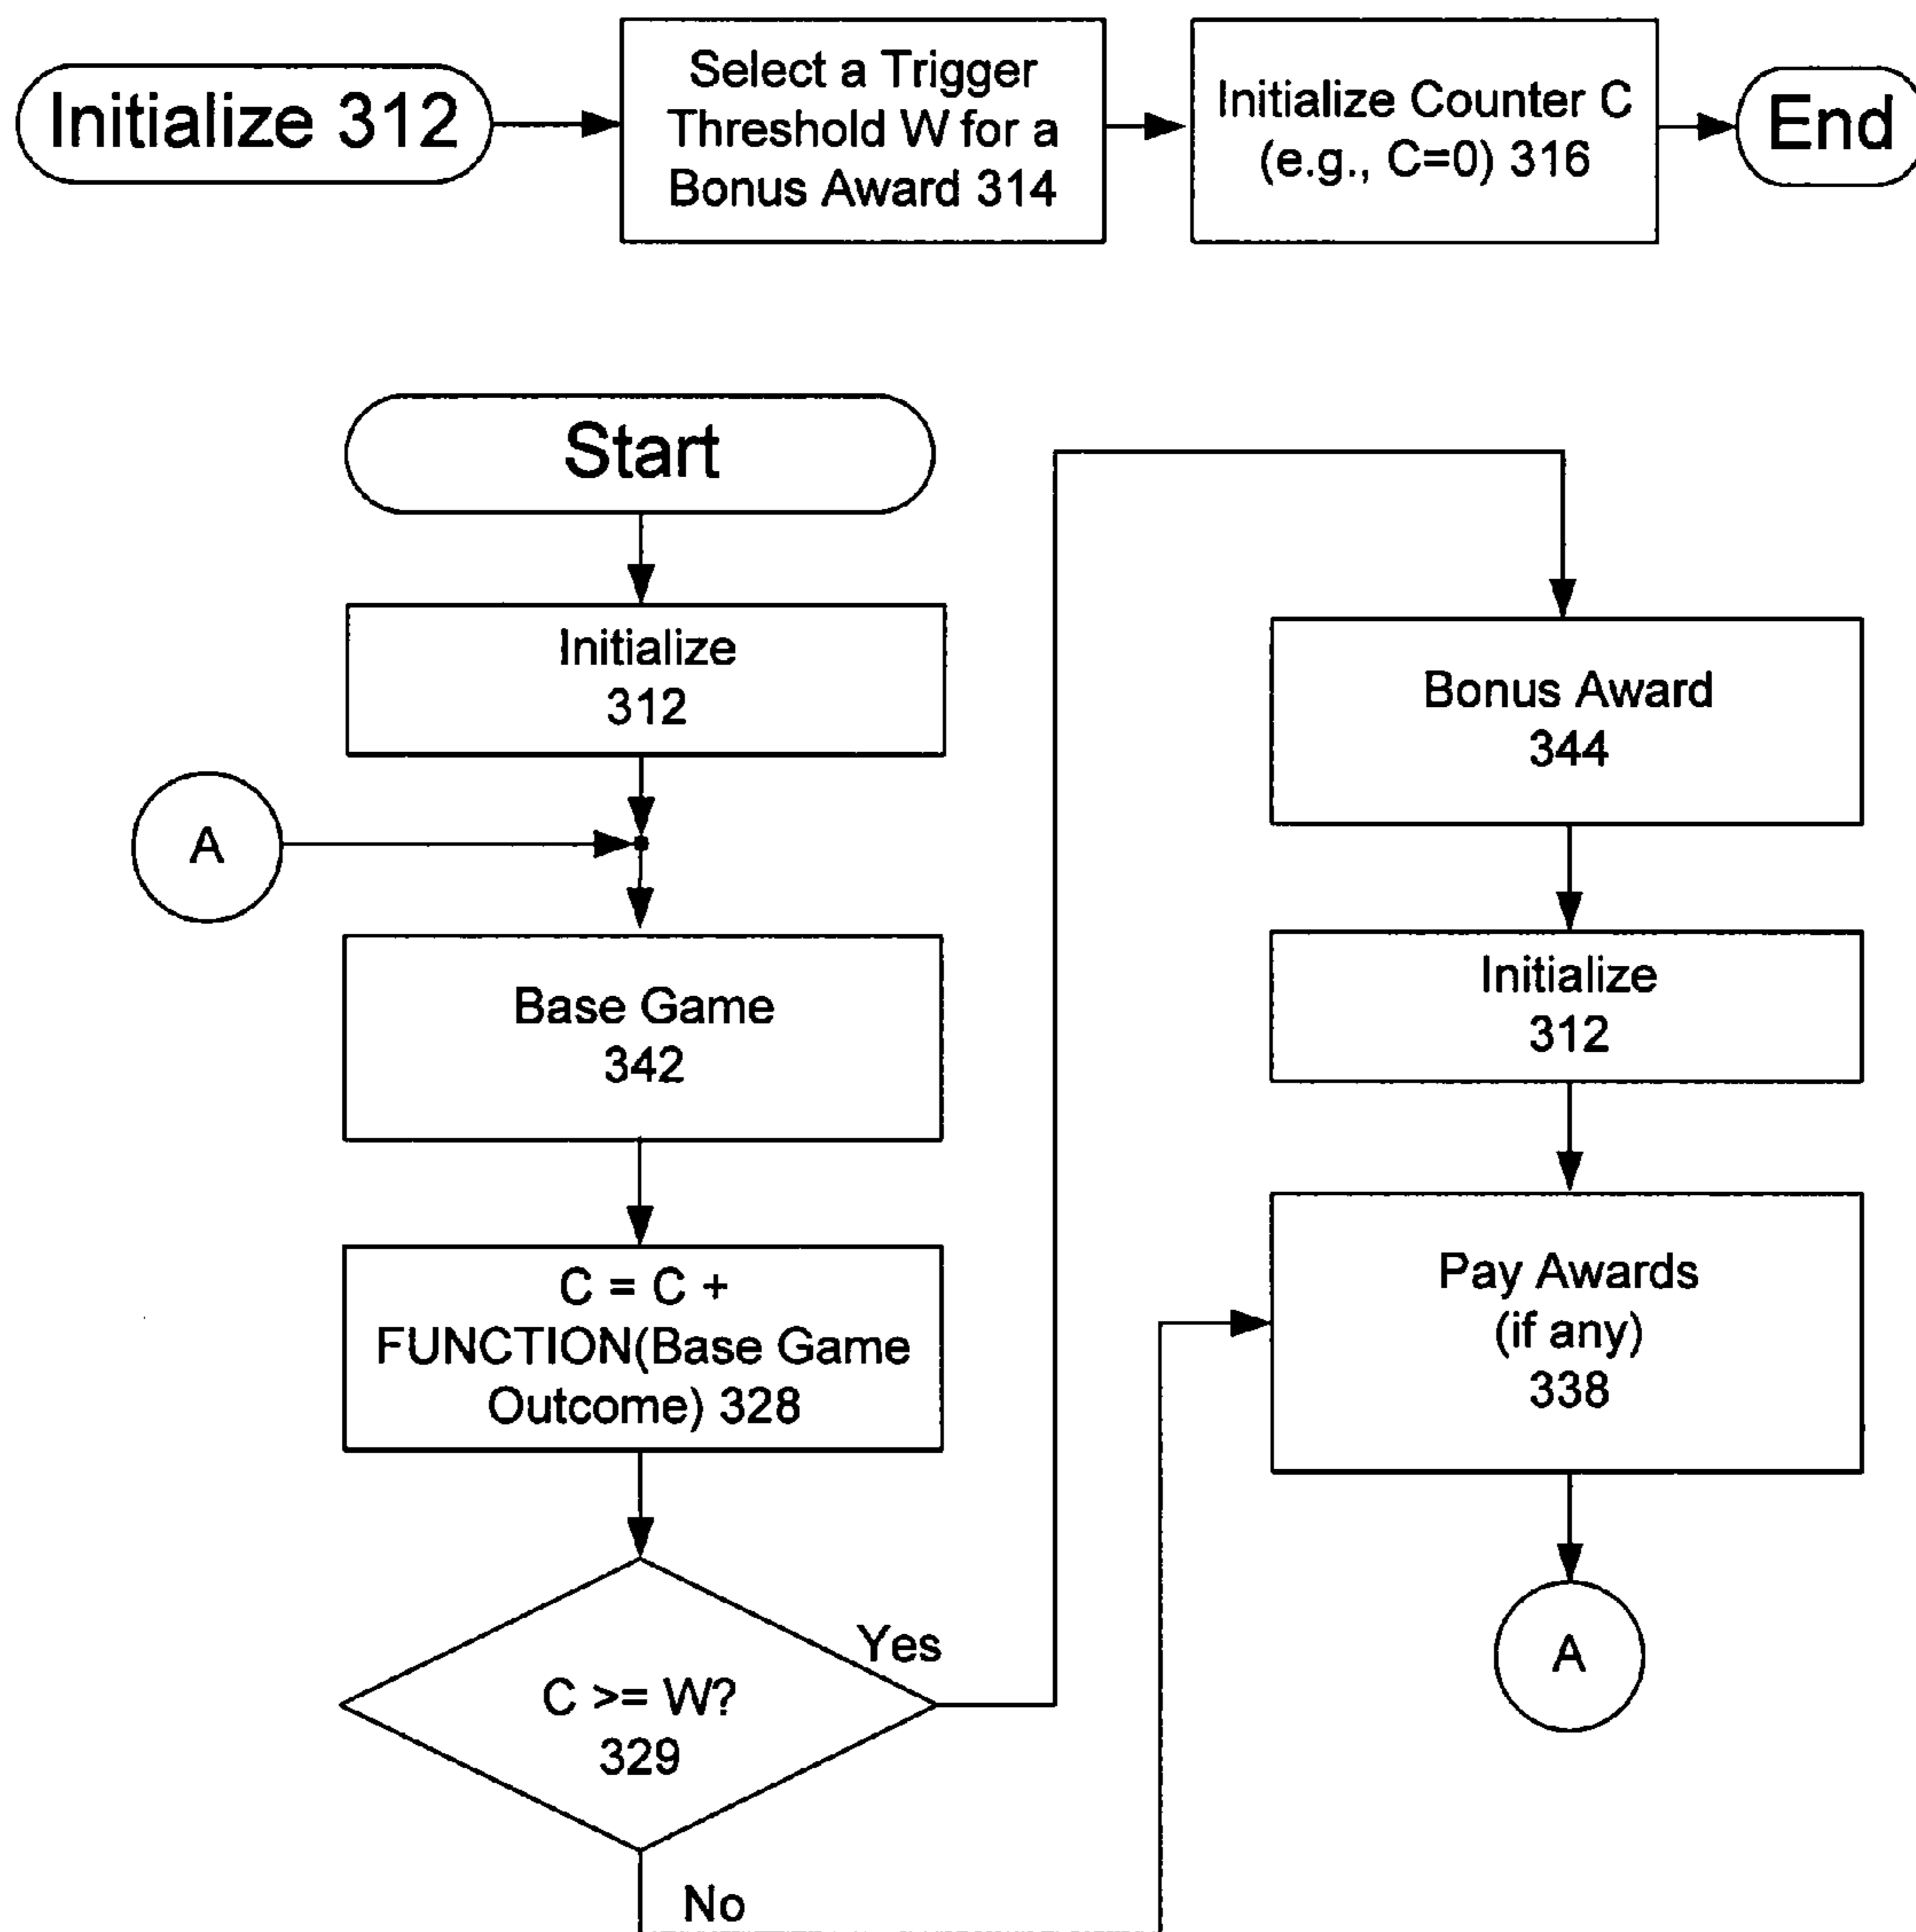 Initialize 312
Select a Trigger
Threshold W for a
Bonus Award 314
Initialize Counter C
(e.g., C=0) 316
End
Start
Initialize
312
A
Base Game
342
C = C +
FUNCTION(Base Game
Outcome) 328
C >= W?
329
Yes
No
Bonus Award
344
Initialize
312
Pay Awards
(if any)
338
A